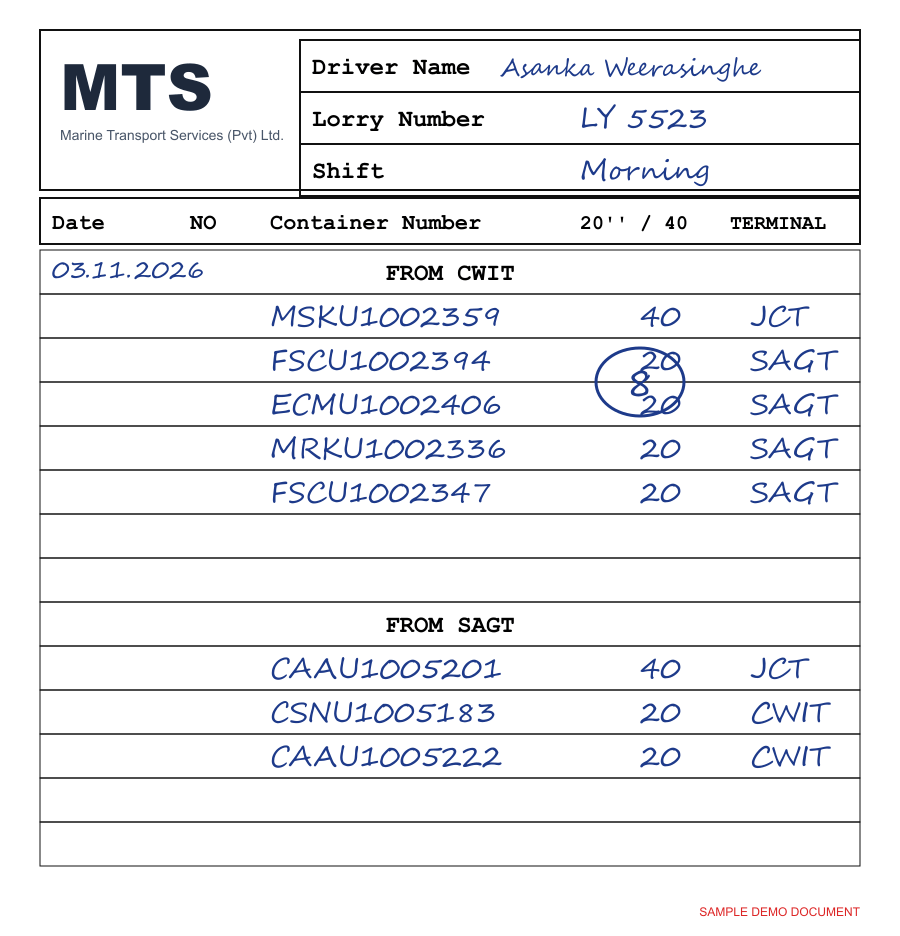 MTS
Marine Transport Services (Pvt) Ltd.
Driver Name Asanka Weerasinghe
Lorry Number LY 5523
Shift Morning
Date NO Container Number 20'' / 40 TERMINAL
03.11.2026 FROM CWIT
MSKU1002359 40 JCT
FSCU1002394 20 SAGT
8
ECMU1002406 20 SAGT
MRKU1002336 20 SAGT
FSCU1002347 20 SAGT
FROM SAGT
CAAU1005201 40 JCT
CSNU1005183 20 CWIT
CAAU1005222 20 CWIT
SAMPLE DEMO DOCUMENT